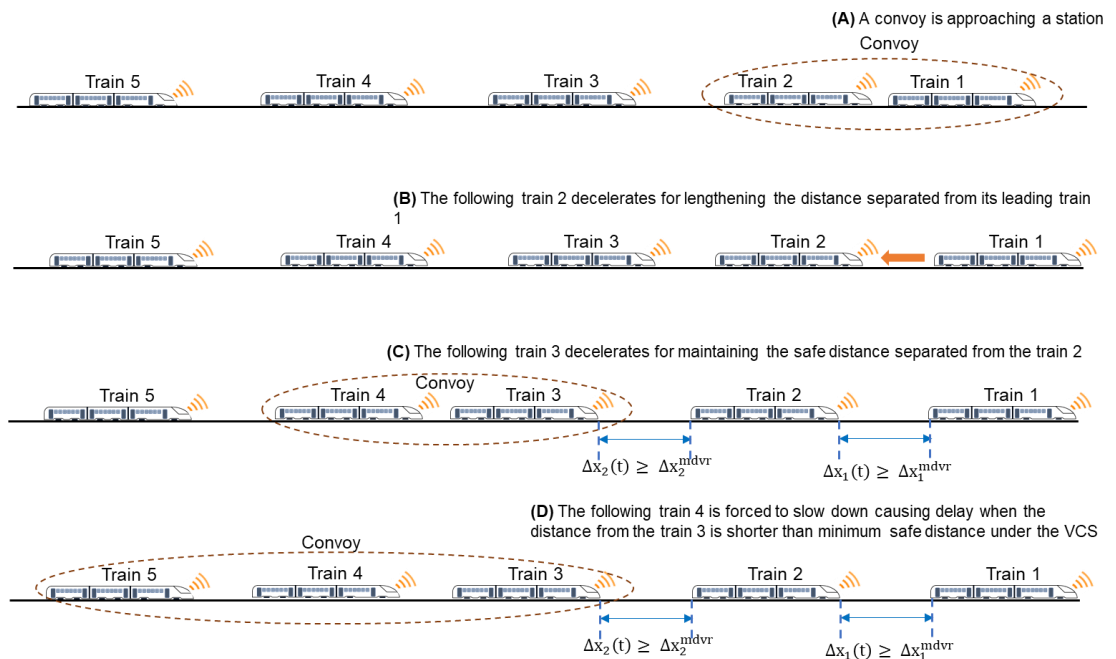 (A) A convoy is approaching a station
Convoy
Train 5 Train 4 Train 3 Train 2 Train 1
(B) The following train 2 decelerates for lengthening the distance separated from its leading train
1
Train 5 Train 4 Train 3 Train 2 Train 1
(C) The following train 3 decelerates for maintaining the safe distance separated from the train 2
Convoy
Train 5 Train 4 Train 3 Train 2 Train 1
Δx₂(t) ≥ Δx₂ᵐᵈᵛʳ Δx₁(t) ≥ Δx₁ᵐᵈᵛʳ
(D) The following train 4 is forced to slow down causing delay when the
distance from the train 3 is shorter than minimum safe distance under the VCS
Convoy
Train 5 Train 4 Train 3 Train 2 Train 1
Δx₂(t) ≥ Δx₂ᵐᵈᵛʳ Δx₁(t) ≥ Δx₁ᵐᵈᵛʳ